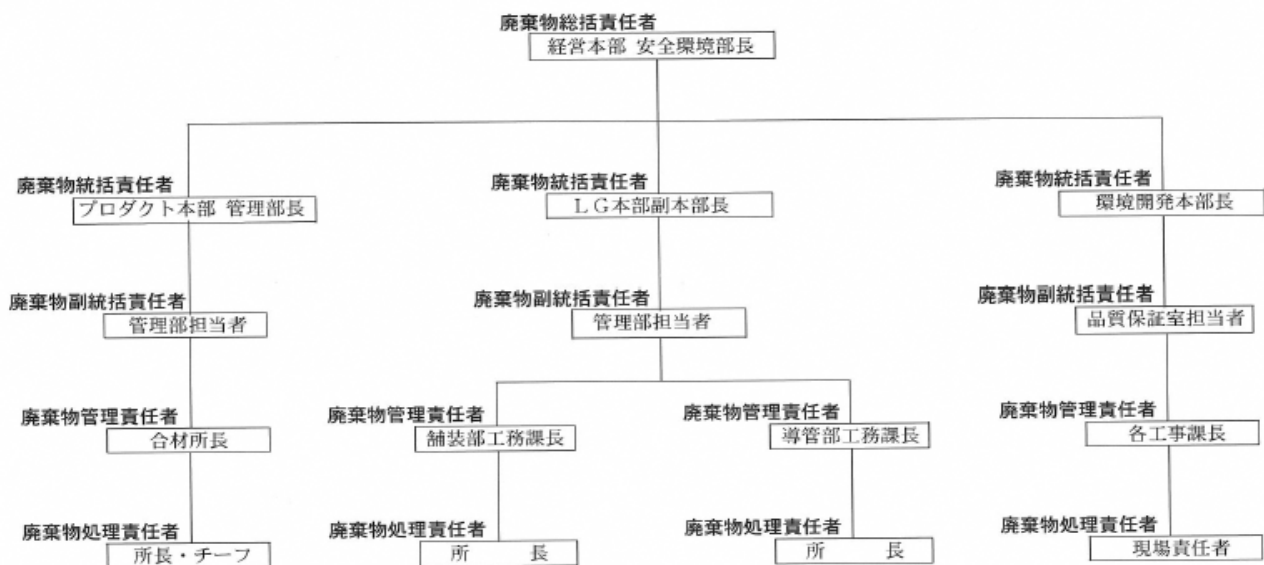 廃棄物総括責任者
経営本部 安全環境部長
廃棄物統括責任者
プロダクト本部 管理部長
廃棄物統括責任者
LG本部副本部長
廃棄物統括責任者
環境開発本部長
廃棄物副統括責任者
管理部担当者
廃棄物副統括責任者
管理部担当者
廃棄物副統括責任者
品質保証室担当者
廃棄物管理責任者
合材所長
廃棄物管理責任者
舗装部工務課長
廃棄物管理責任者
導管部工務課長
廃棄物管理責任者
各工事課長
廃棄物処理責任者
所長・チーフ
廃棄物処理責任者
所 長
廃棄物処理責任者
所 長
廃棄物処理責任者
現場責任者